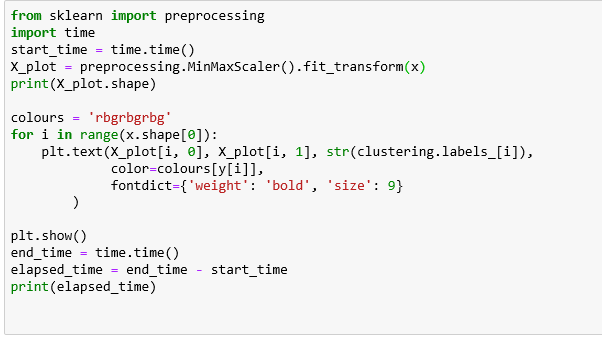 from sklearn import preprocessing
import time
start_time = time.time()
X_plot = preprocessing.MinMaxScaler().fit_transform(x)
print(X_plot.shape)

colours = 'rbgrbgrbg'
for i in range(x.shape[0]):
    plt.text(X_plot[i, 0], X_plot[i, 1], str(clustering.labels_[i]),
             color=colours[y[i]],
             fontdict={'weight': 'bold', 'size': 9}
        )

plt.show()
end_time = time.time()
elapsed_time = end_time - start_time
print(elapsed_time)